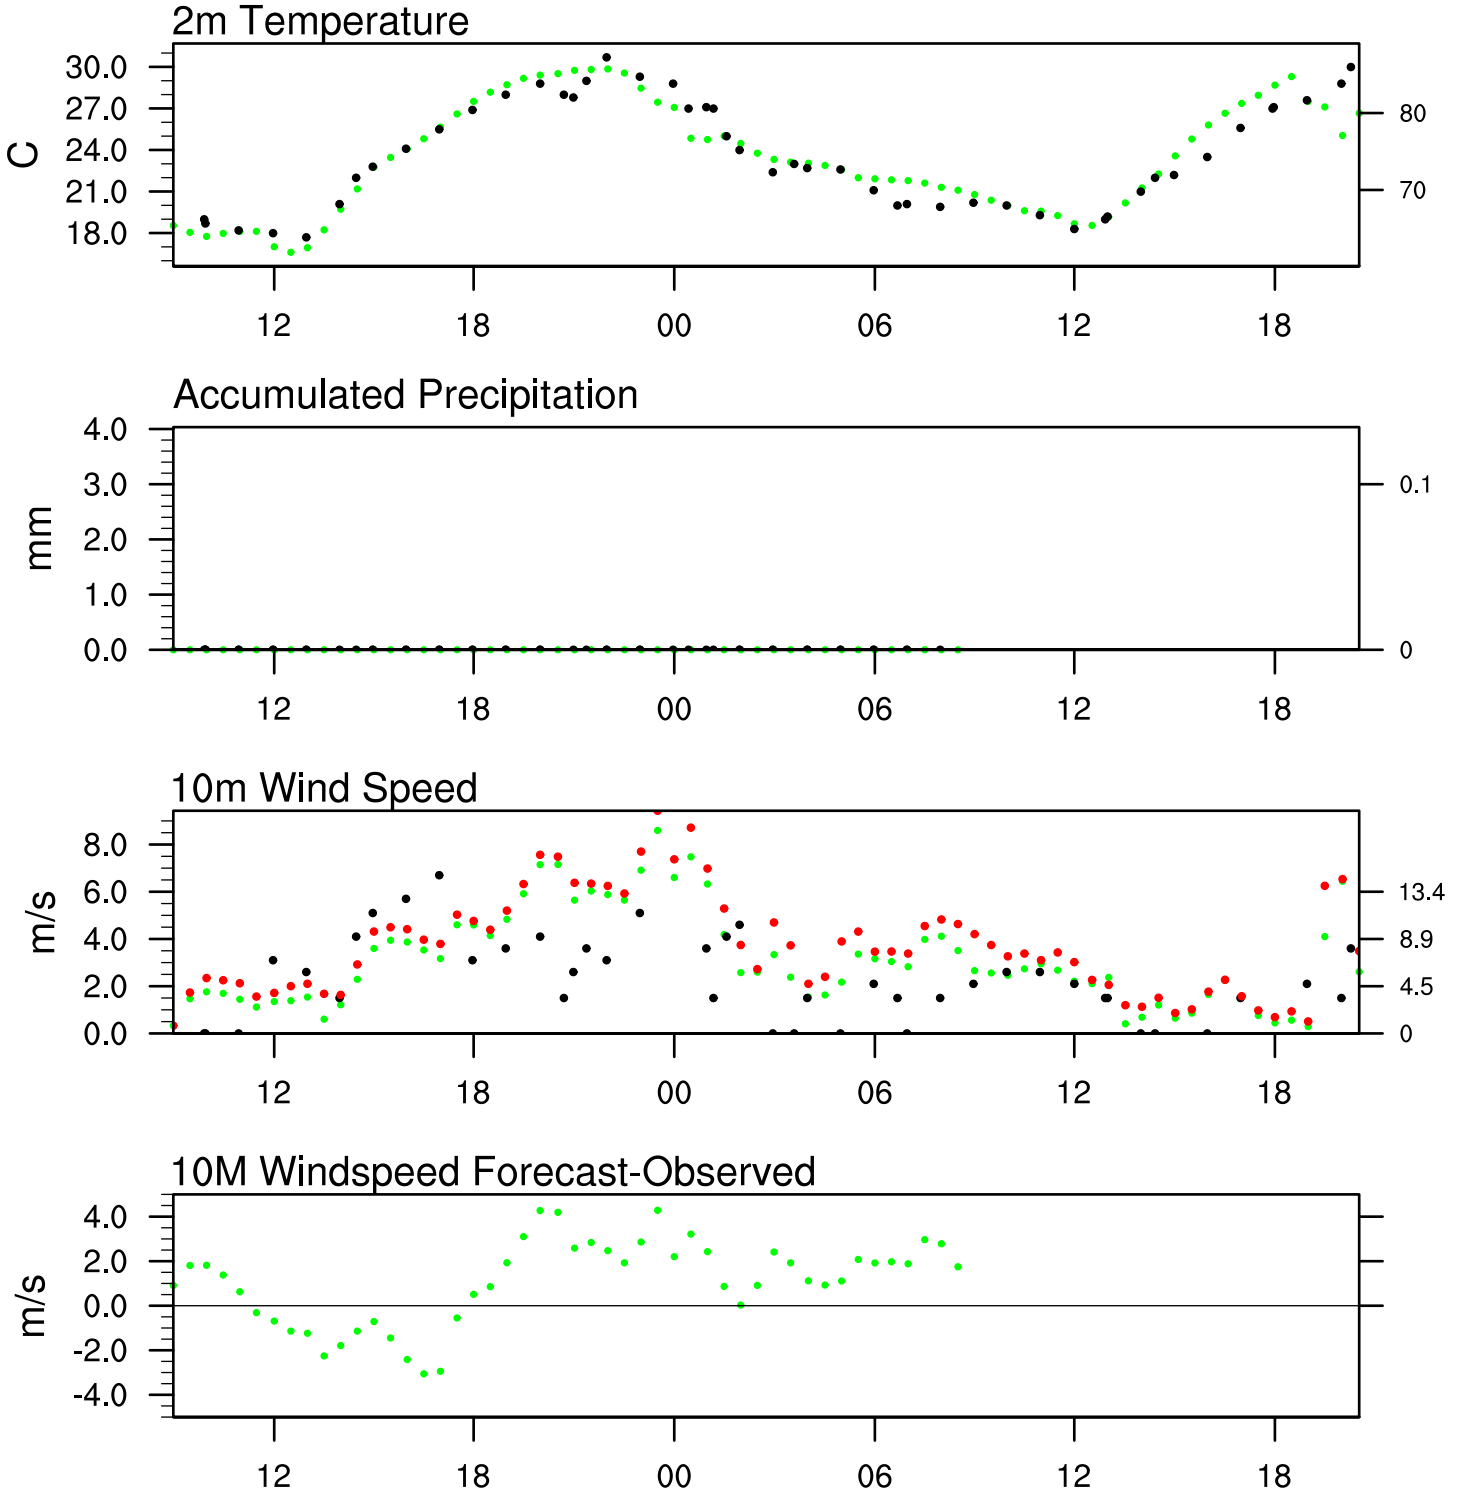 2m Temperature
30.0
27.0
24.0
21.0
18.0
C
80
70
12 18 00 06 12 18
Accumulated Precipitation
4.0
3.0
2.0
1.0
0.0
mm
0.1
0
12 18 00 06 12 18
10m Wind Speed
8.0
6.0
4.0
2.0
0.0
m/s
13.4
8.9
4.5
0
12 18 00 06 12 18
10M Windspeed Forecast-Observed
4.0
2.0
0.0
-2.0
-4.0
m/s
12 18 00 06 12 18